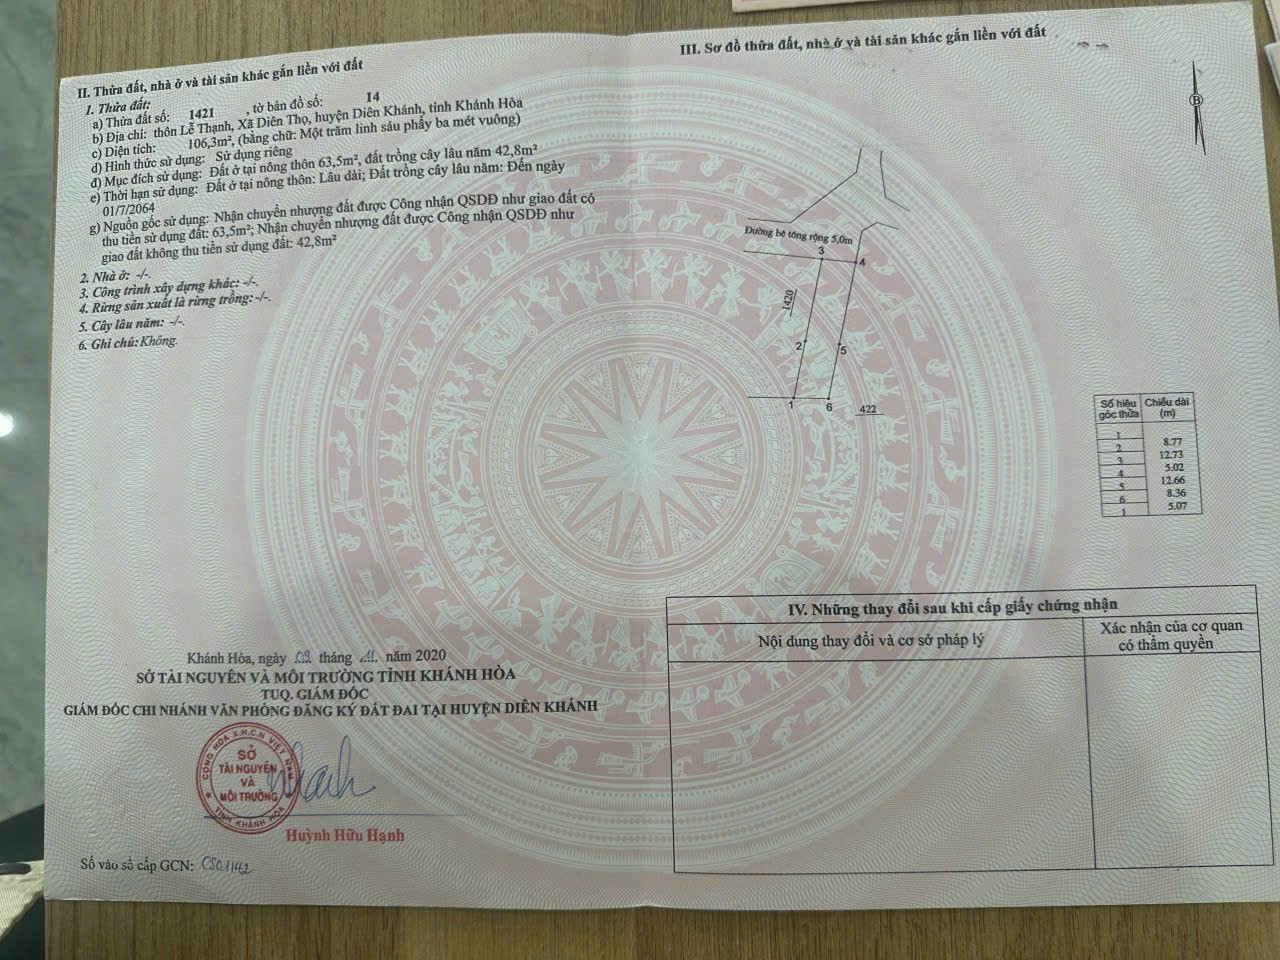 II. Thửa đất, nhà ở và tài sản khác gắn liền với đất
1. Thửa đất:
a) Thửa đất số: 1421 , tờ bản đồ số: 14
b) Địa chỉ: thôn Lễ Thạnh, Xã Diên Thọ, huyện Diên Khánh, tỉnh Khánh Hòa
c) Diện tích: 106,3m², (bằng chữ: Một trăm linh sáu phẩy ba mét vuông)
d) Hình thức sử dụng: Sử dụng riêng
đ) Mục đích sử dụng: Đất ở tại nông thôn 63,5m², đất trồng cây lâu năm 42,8m²
e) Thời hạn sử dụng: Đất ở tại nông thôn: Lâu dài; Đất trồng cây lâu năm: Đến ngày
01/7/2064
g) Nguồn gốc sử dụng: Nhận chuyển nhượng đất được Công nhận QSDĐ như giao đất có
thu tiền sử dụng đất: 63,5m²; Nhận chuyển nhượng đất được Công nhận QSDĐ như
giao đất không thu tiền sử dụng đất: 42,8m²
2. Nhà ở: -/-.
3. Công trình xây dựng khác: -/-.
4. Rừng sản xuất là rừng trồng: -/-.
5. Cây lâu năm: -/-.
6. Ghi chú: Không.
Khánh Hòa, ngày 02 tháng 11 năm 2020
SỞ TÀI NGUYÊN VÀ MÔI TRƯỜNG TỈNH KHÁNH HÒA
TUQ. GIÁM ĐỐC
GIÁM ĐỐC CHI NHÁNH VĂN PHÒNG ĐĂNG KÝ ĐẤT ĐAI TẠI HUYỆN DIÊN KHÁNH
CỘNG HÒA X.H.C.N VIỆT NAM
SỞ
TÀI NGUYÊN
VÀ
MÔI TRƯỜNG
TỈNH KHÁNH HÒA
Huỳnh Hữu Hạnh
Số vào sổ cấp GCN: CS01142
III. Sơ đồ thửa đất, nhà ở và tài sản khác gắn liền với đất
B
Đường bê tông rộng 5,0m
3
4
1420
2
5
1
6
422
Số hiệu góc thửa Chiều dài (m)
1
8.77
2
12.73
3
5.02
4
12.66
5
8.36
6
5.07
1
IV. Những thay đổi sau khi cấp giấy chứng nhận
Nội dung thay đổi và cơ sở pháp lý
Xác nhận của cơ quan
có thẩm quyền